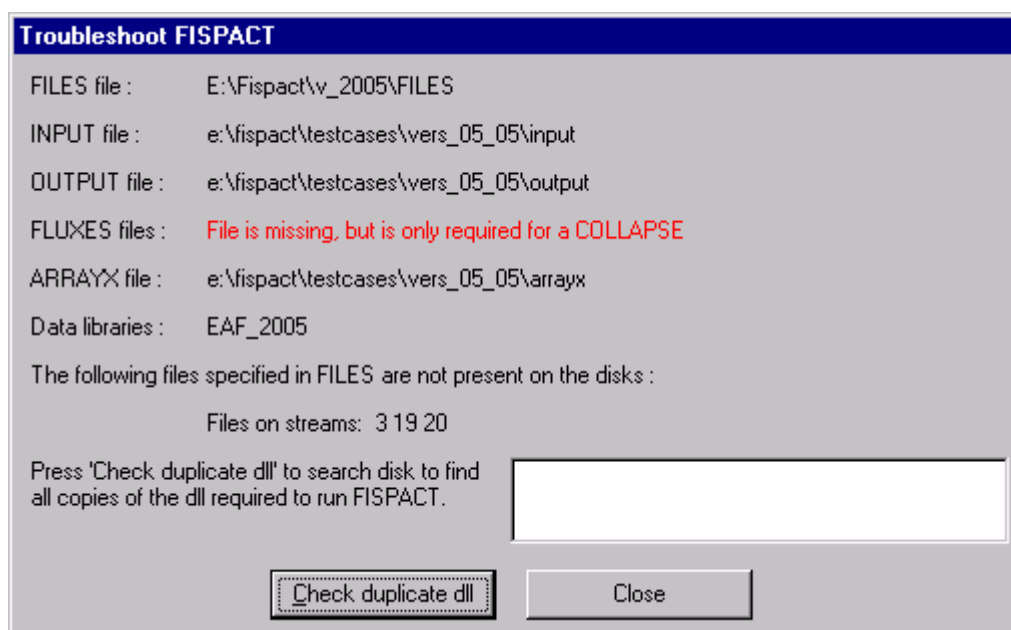 Troubleshoot FISPACT
FILES file : E:\Fispact\v_2005\FILES
INPUT file : e:\fispact\testcases\vers_05_05\input
OUTPUT file : e:\fispact\testcases\vers_05_05\output
FLUXES files : File is missing, but is only required for a COLLAPSE
ARRAYX file : e:\fispact\testcases\vers_05_05\arrayx
Data libraries : EAF_2005
The following files specified in FILES are not present on the disks :
Files on streams: 3 19 20
Press 'Check duplicate dll' to search disk to find
all copies of the dll required to run FISPACT.
Check duplicate dll Close